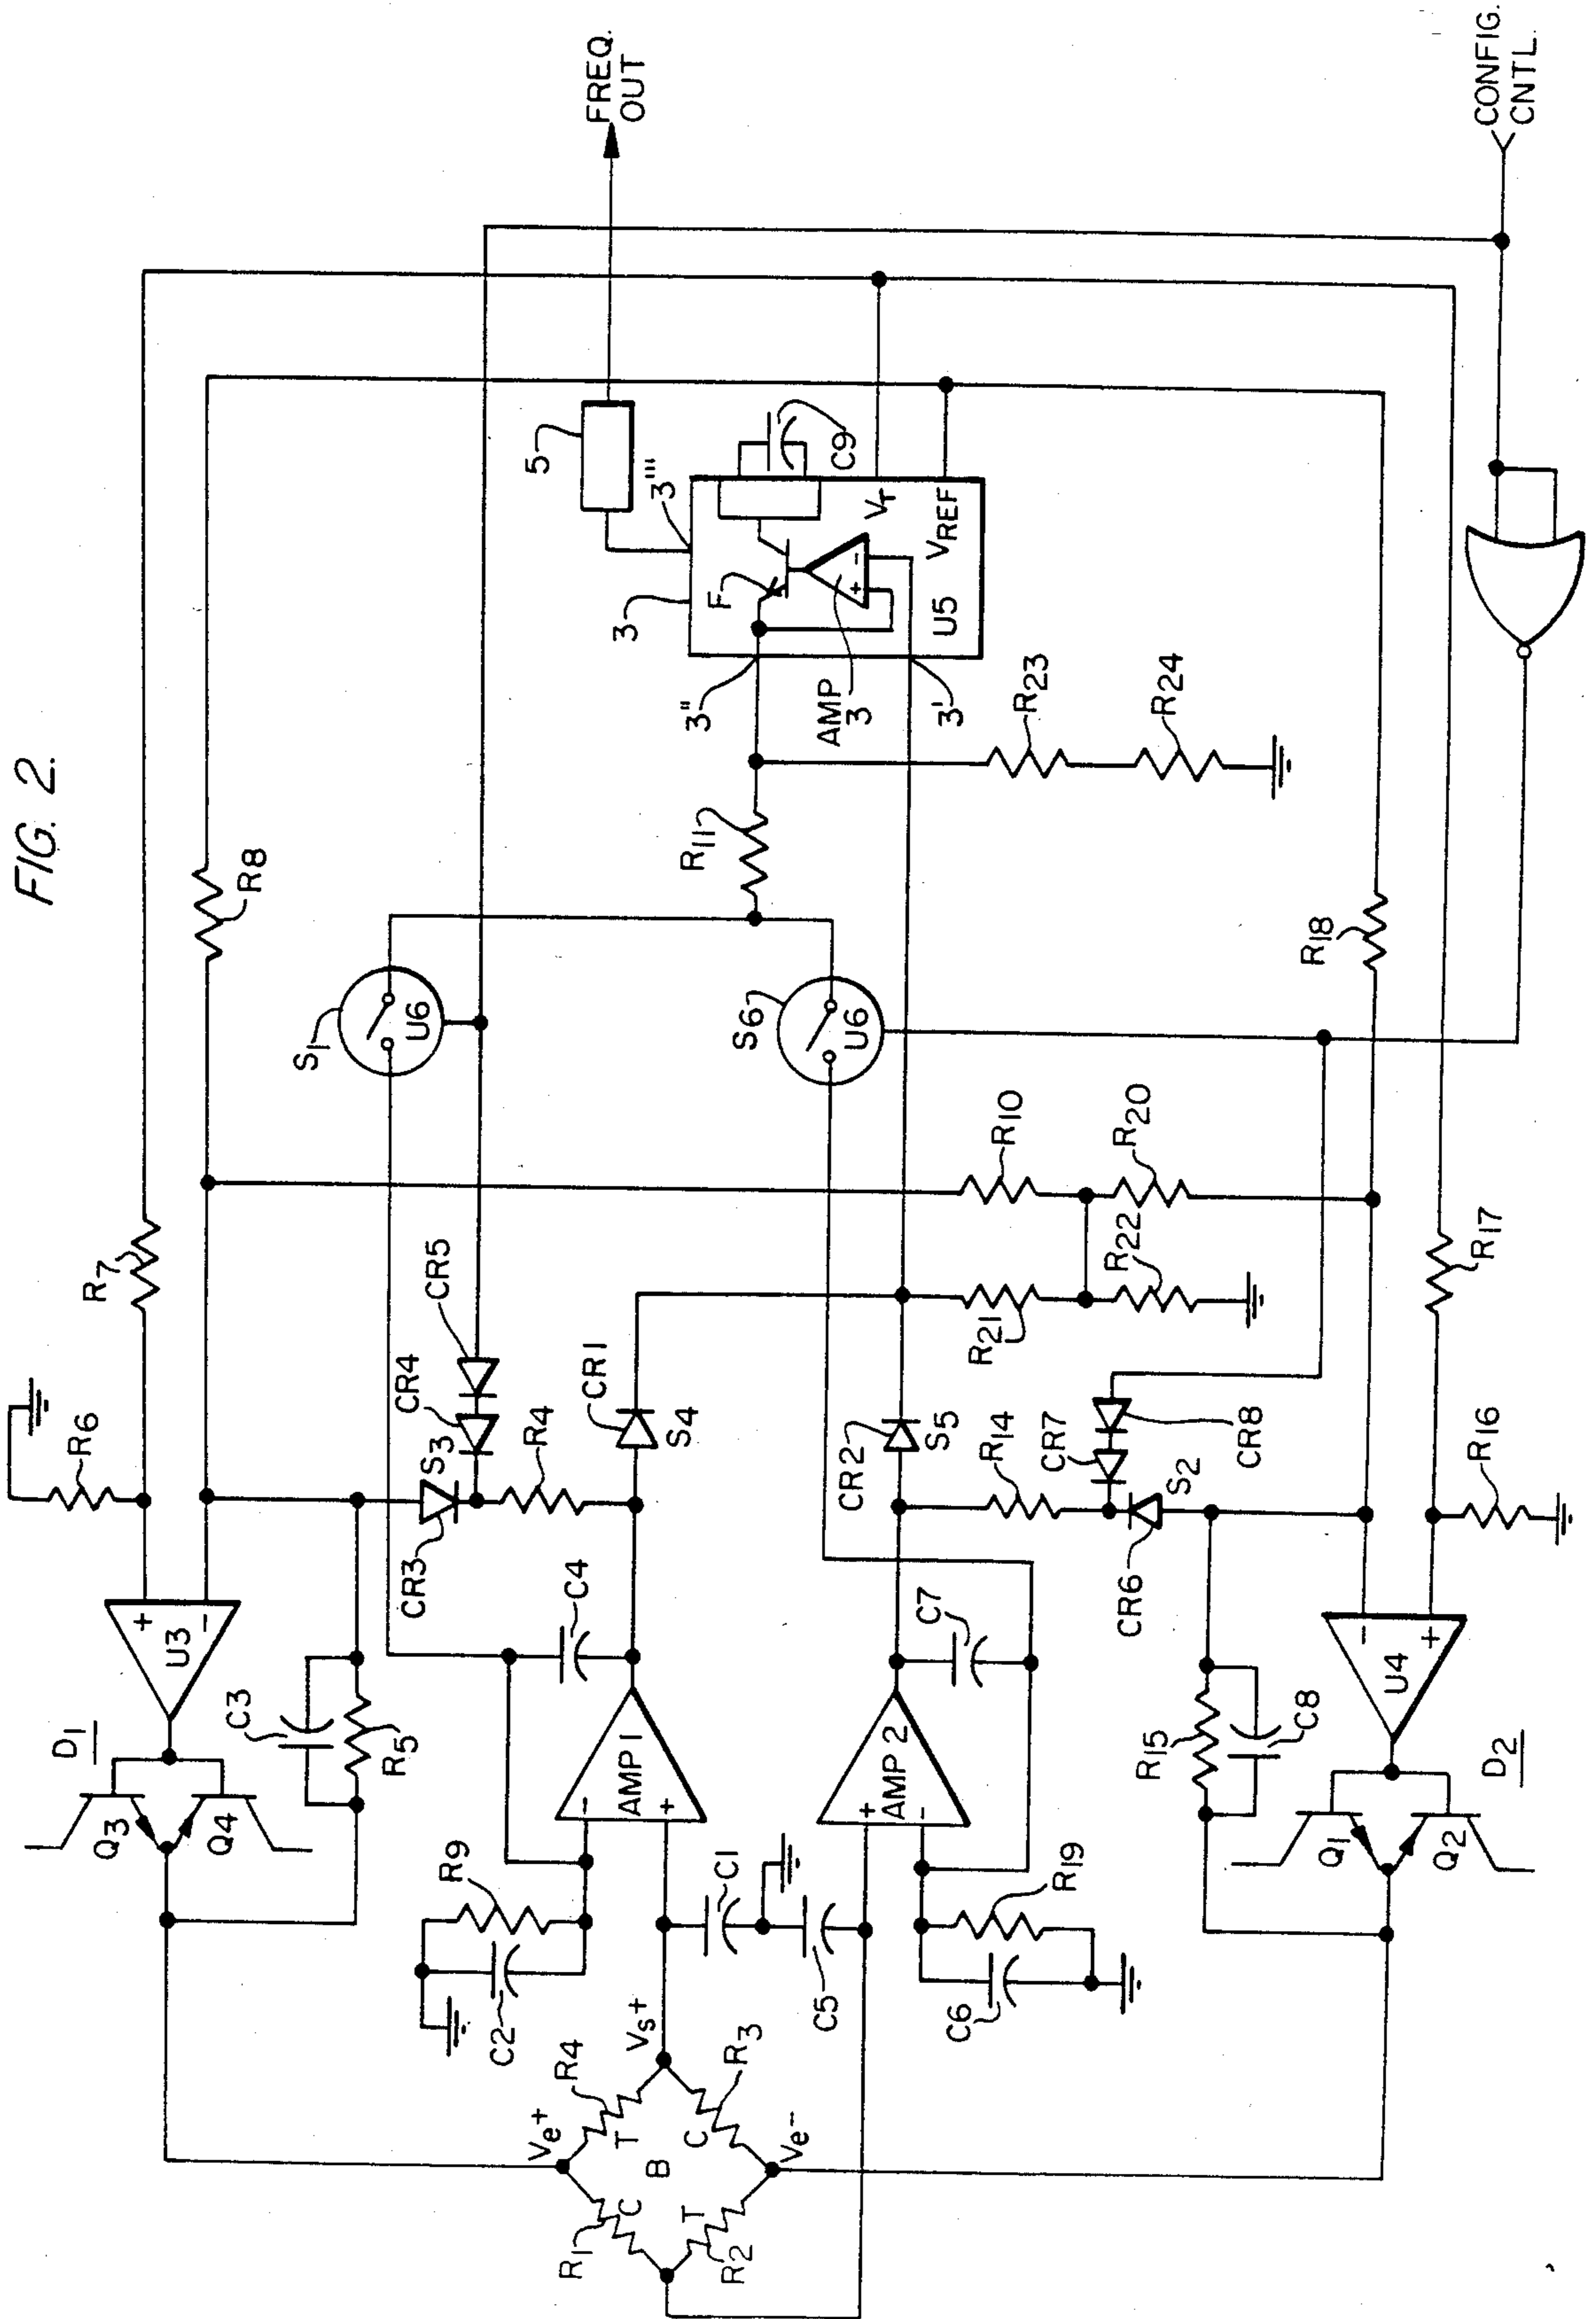 FIG. 2.
FREQ.
OUT
CONFIG.
CNTL.
R8
5
3'''
C9
VT
VREF
3
F
+
-
U5
3''
AMP
3
3'
R23
R24
R11
R18
S1
U6
S6
U6
R10
R20
R7
CR5
R22
R21
R17
R6
CR4
S3
R4
CR1
S4
CR3
CR2
S5
R14
CR7
CR8
S2
R16
CR6
+
-
U3
C4
C7
-
+
U4
D1
C3
R5
Q3
Q4
-
AMP 1
+
+
AMP 2
-
R15
C8
D2
Q1
Q2
R9
C1
R19
C2
C5
C6
Vs+
R4
R3
Ve+
T
C
B
Ve-
C
T
R1
R2